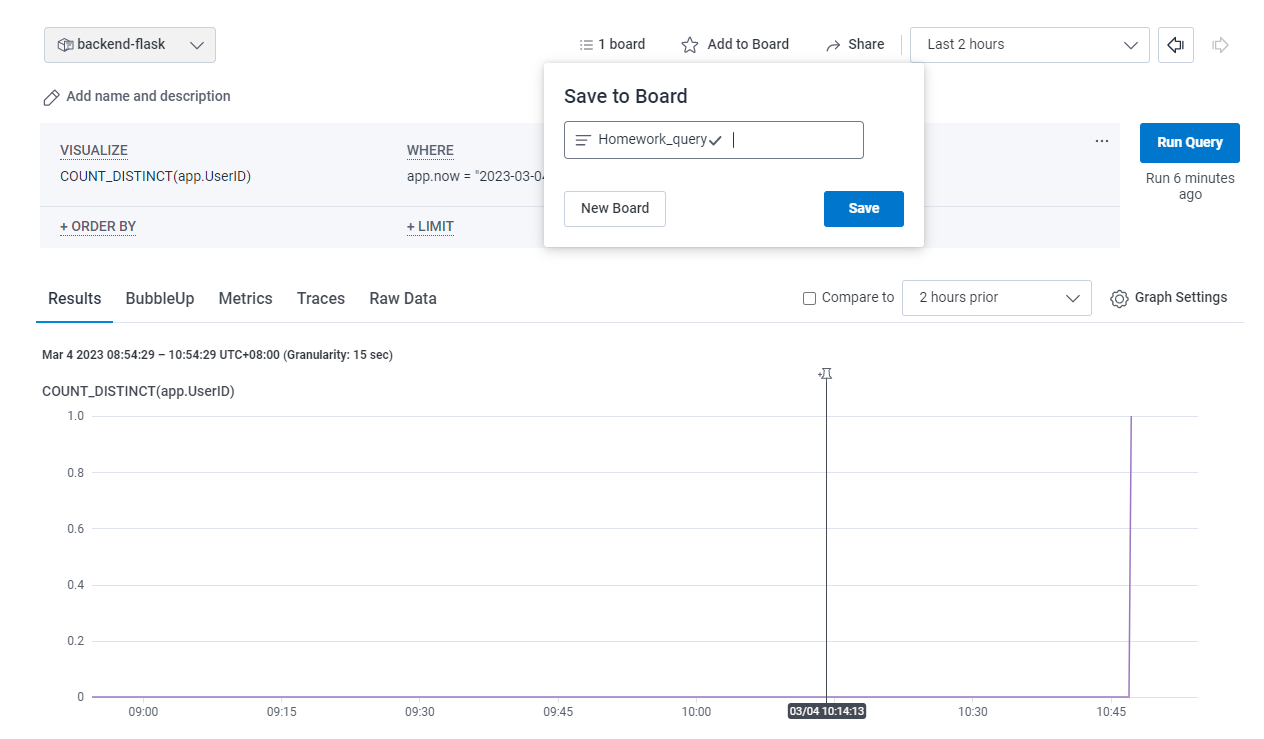 backend-flask
1 board
Add to Board
Share
Last 2 hours
Add name and description
Save to Board
Homework_query
New Board
Save
VISUALIZE
COUNT_DISTINCT(app.UserID)
WHERE
app.now = "2023-03-04
+ ORDER BY
+ LIMIT
...
Run Query
Run 6 minutes
ago
Results
BubbleUp
Metrics
Traces
Raw Data
Compare to
2 hours prior
Graph Settings
Mar 4 2023 08:54:29 – 10:54:29 UTC+08:00 (Granularity: 15 sec)
COUNT_DISTINCT(app.UserID)
1.0
0.8
0.6
0.4
0.2
0
09:00
09:15
09:30
09:45
10:00
03/04 10:14:13
10:30
10:45